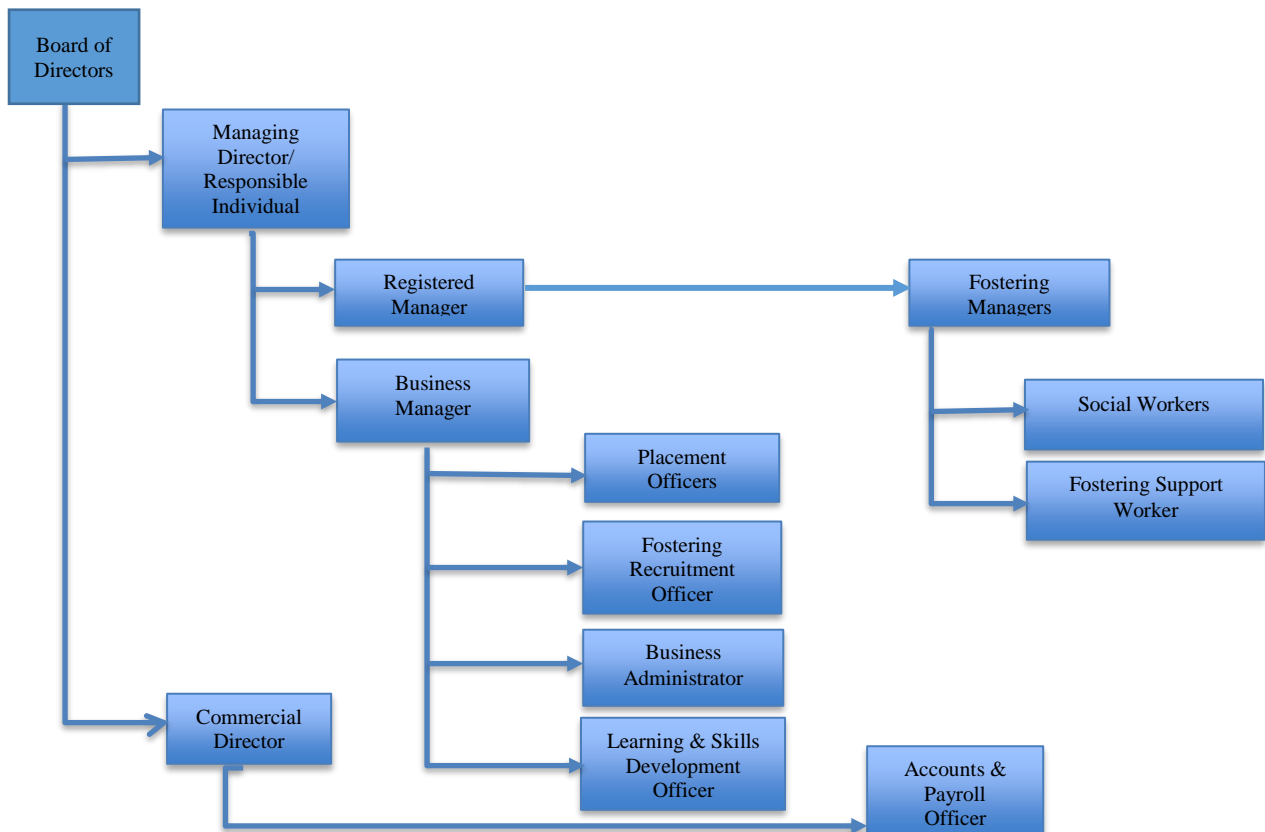 Board of
Directors
Managing
Director/
Responsible
Individual
Registered
Manager
Fostering
Managers
Business
Manager
Social Workers
Placement
Officers
Fostering Support
Worker
Fostering
Recruitment
Officer
Business
Administrator
Commercial
Director
Learning & Skills
Development
Officer
Accounts &
Payroll
Officer